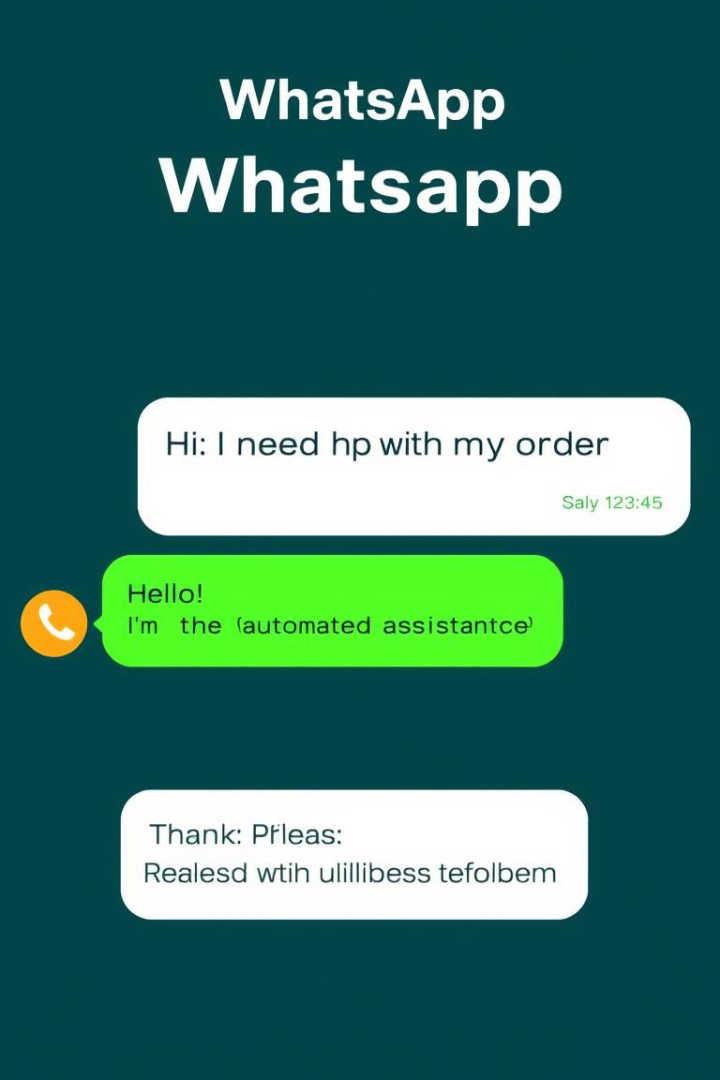 WhatsApp
Whatsapp
Hi: I need hp with my order
Saly 123:45
Hello!
I'm the (automated assistantce)
Thank: Pfleas:
Realesd wtih ulillibess tefolbem